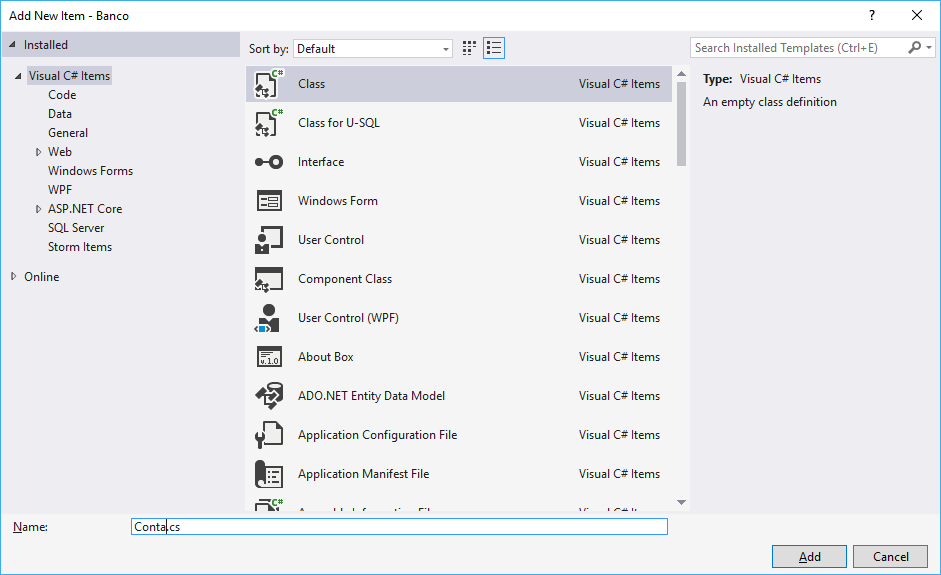 Add New Item - Banco
?
Installed
Sort by: Default
Search Installed Templates (Ctrl+E)
Visual C# Items
Code
Data
General
Web
Windows Forms
WPF
ASP.NET Core
SQL Server
Storm Items
Online
C# Class Visual C# Items
C# Class for U-SQL Visual C# Items
Interface Visual C# Items
Windows Form Visual C# Items
User Control Visual C# Items
Component Class Visual C# Items
User Control (WPF) Visual C# Items
v.1.0 About Box Visual C# Items
ADO.NET Entity Data Model Visual C# Items
Application Configuration File Visual C# Items
Application Manifest File Visual C# Items
C#
Type: Visual C# Items
An empty class definition
Name: Conta.cs
Add Cancel